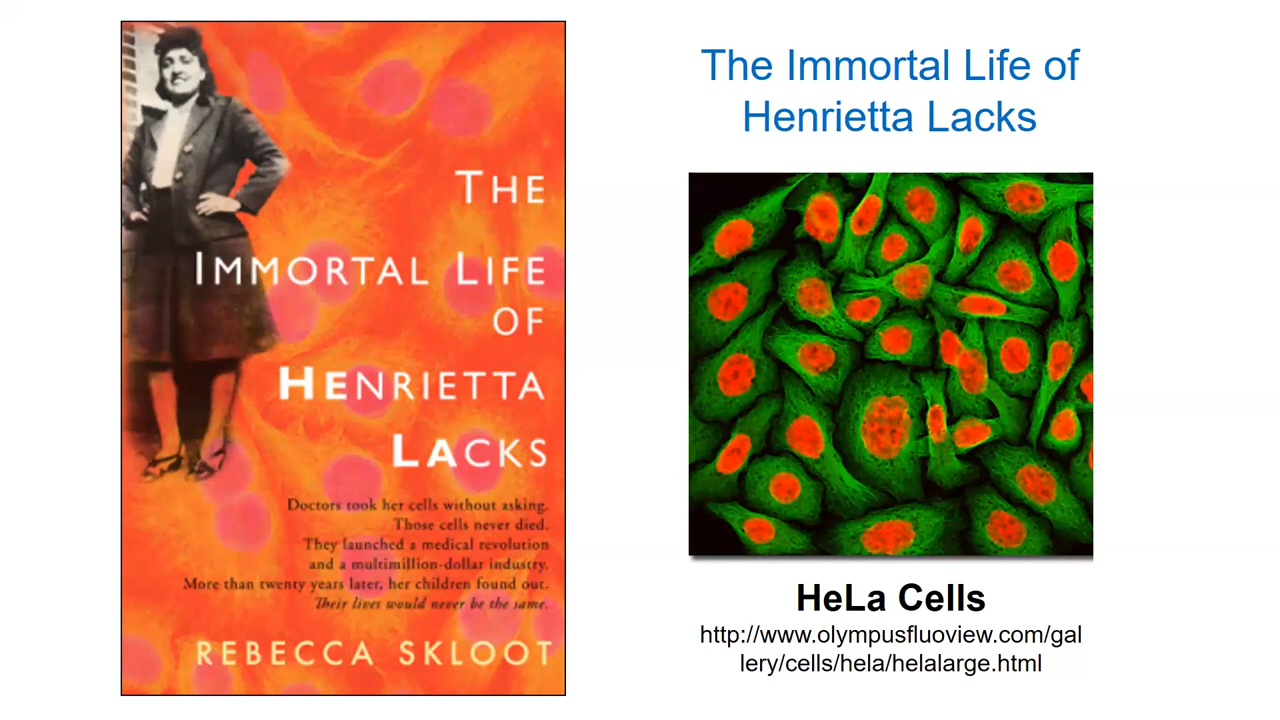 THE
IMMORTAL LIFE
OF
HENRIETTA
LACKS
Doctors took her cells without asking.
Those cells never died.
They launched a medical revolution
and a multimillion-dollar industry.
More than twenty years later, her children found out.
Their lives would never be the same.
REBECCA SKLOOT
The Immortal Life of
Henrietta Lacks
HeLa Cells
http://www.olympusfluoview.com/gal
lery/cells/hela/helalarge.html